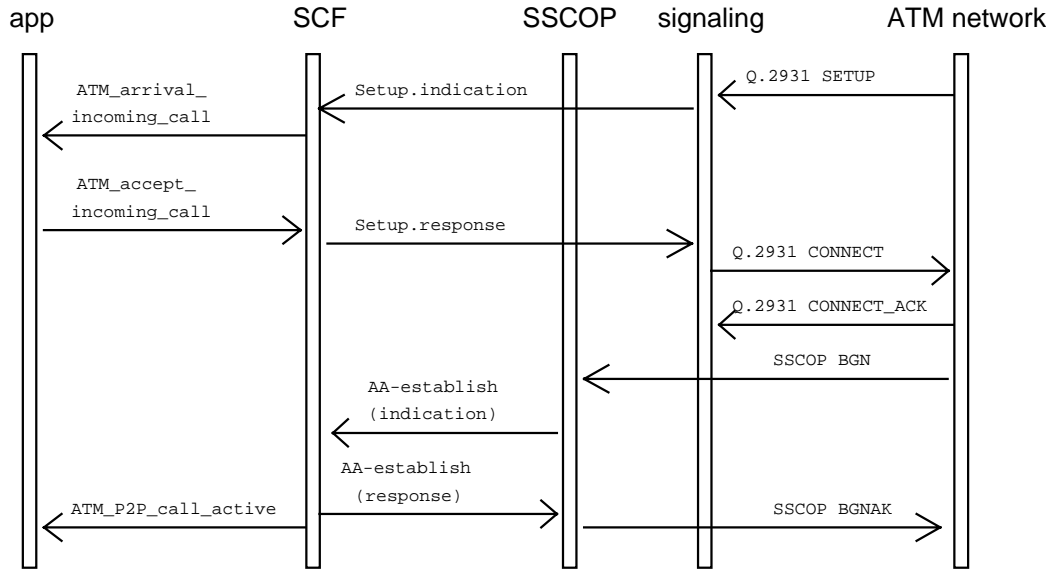 app SCF SSCOP signaling ATM network
Q.2931 SETUP
ATM_arrival_
incoming_call
Setup.indication
ATM_accept_
incoming_call
Setup.response
Q.2931 CONNECT
Q.2931 CONNECT_ACK
SSCOP BGN
AA-establish
(indication)
AA-establish
(response)
ATM_P2P_call_active
SSCOP BGNAK